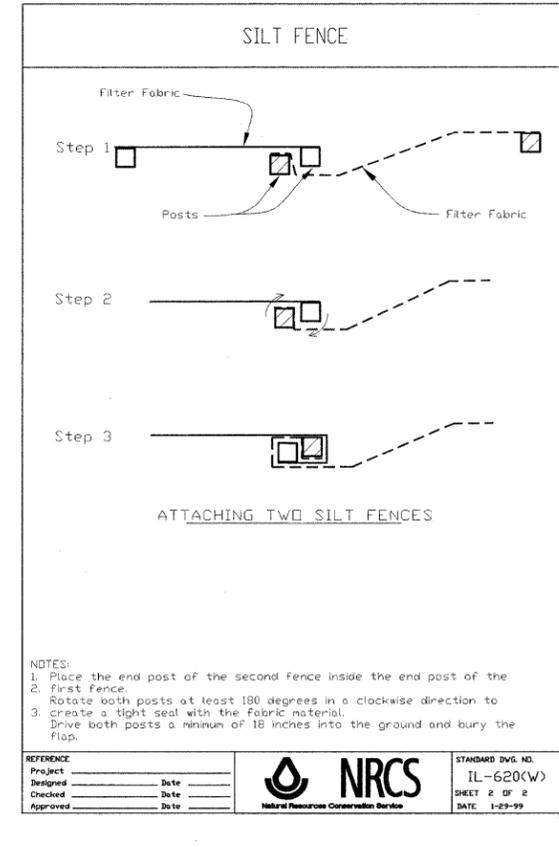 SILT FENCE
Filter Fabric
Step 1
Posts
Filter Fabric
Step 2
Step 3
ATTACHING TWO SILT FENCES
NOTES:
1. Place the end post of the second fence inside the end post of the
2. first fence.
Rotate both posts at least 180 degrees in a clockwise direction to
3. create a tight seal with the fabric material.
Drive both posts a minimum of 18 inches into the ground and bury the
flap.
REFERENCE
Project
Designed Date
Checked Date
Approved Date
NRCS
Natural Resources Conservation Service
STANDARD DWG. NO.
IL-620(W)
SHEET 2 OF 2
DATE 1-29-99